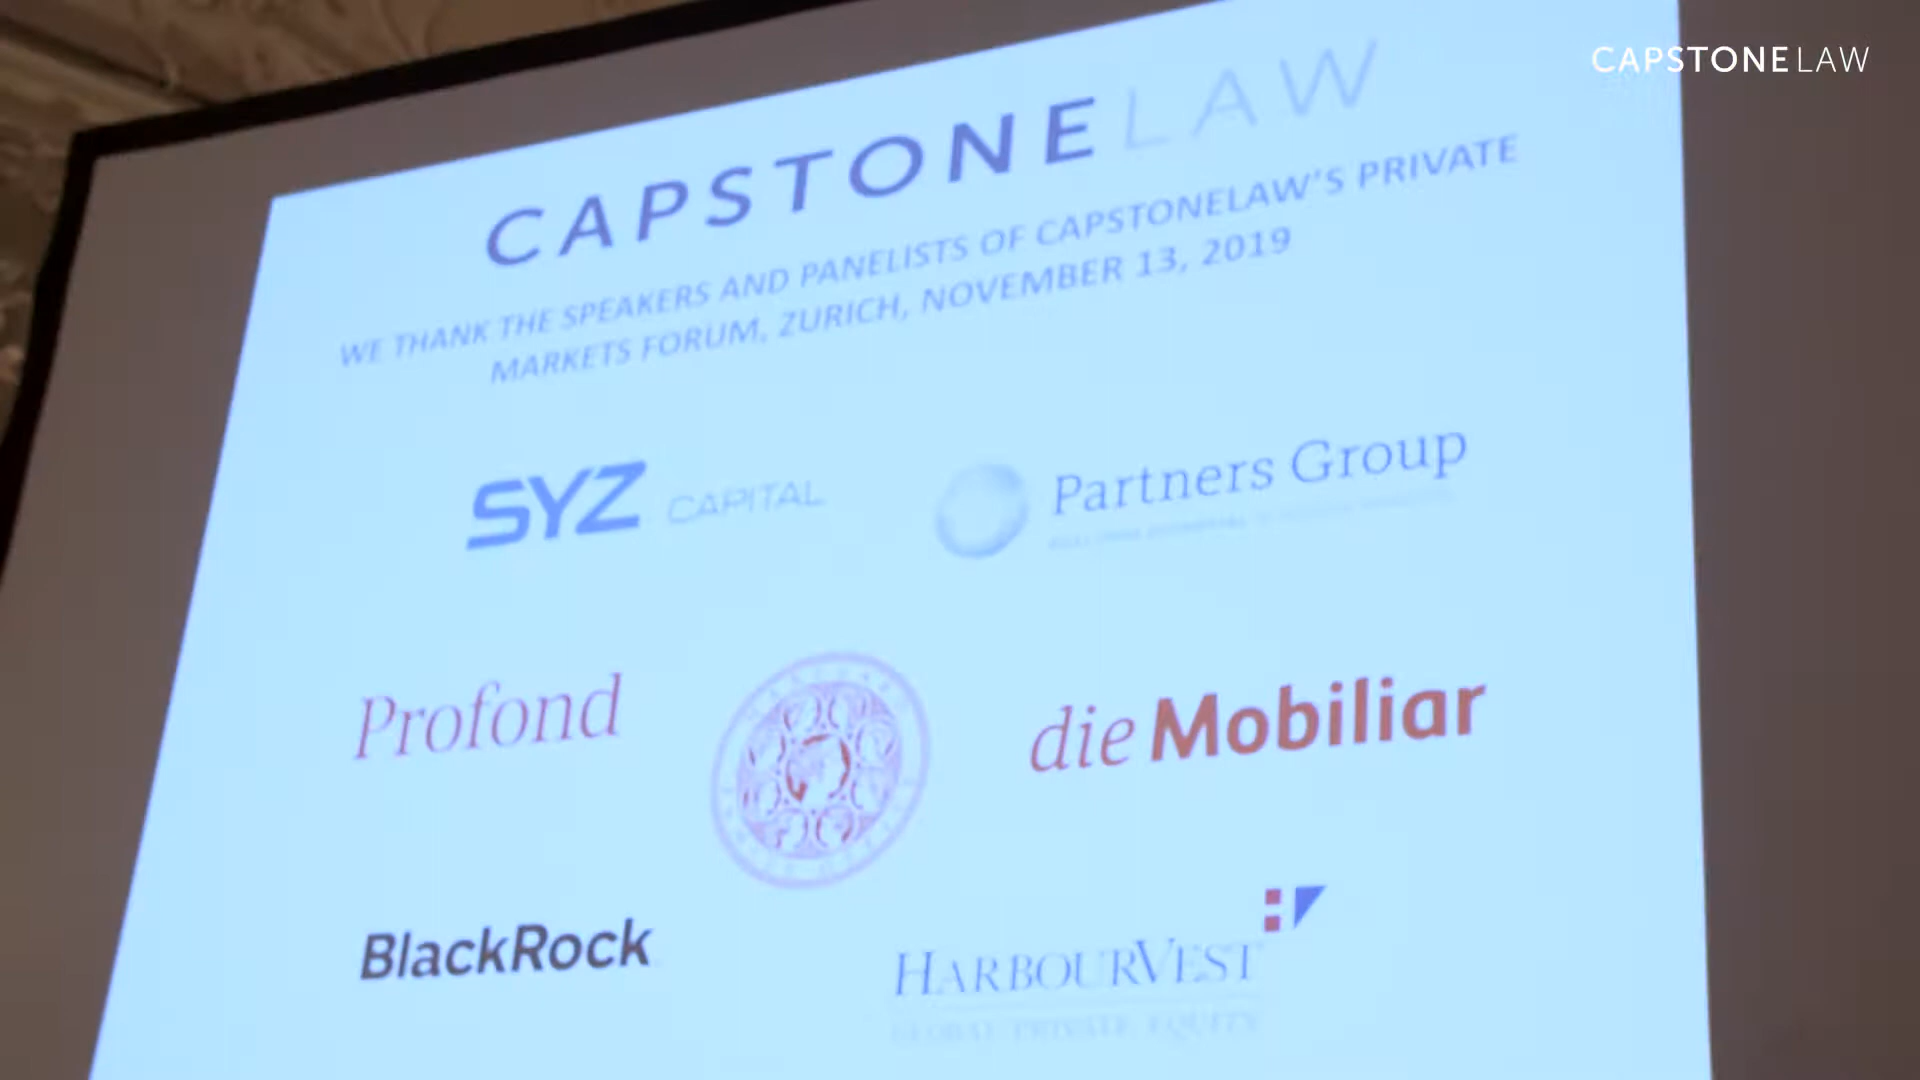 CAPSTONELAW
CAPSTONELAW
WE THANK THE SPEAKERS AND PANELISTS OF CAPSTONELAW'S PRIVATE
MARKETS FORUM, ZURICH, NOVEMBER 13, 2019
SYZ CAPITAL
Partners Group
Profond
die Mobiliar
BlackRock
HARBOURVEST
GLOBAL PRIVATE EQUITY